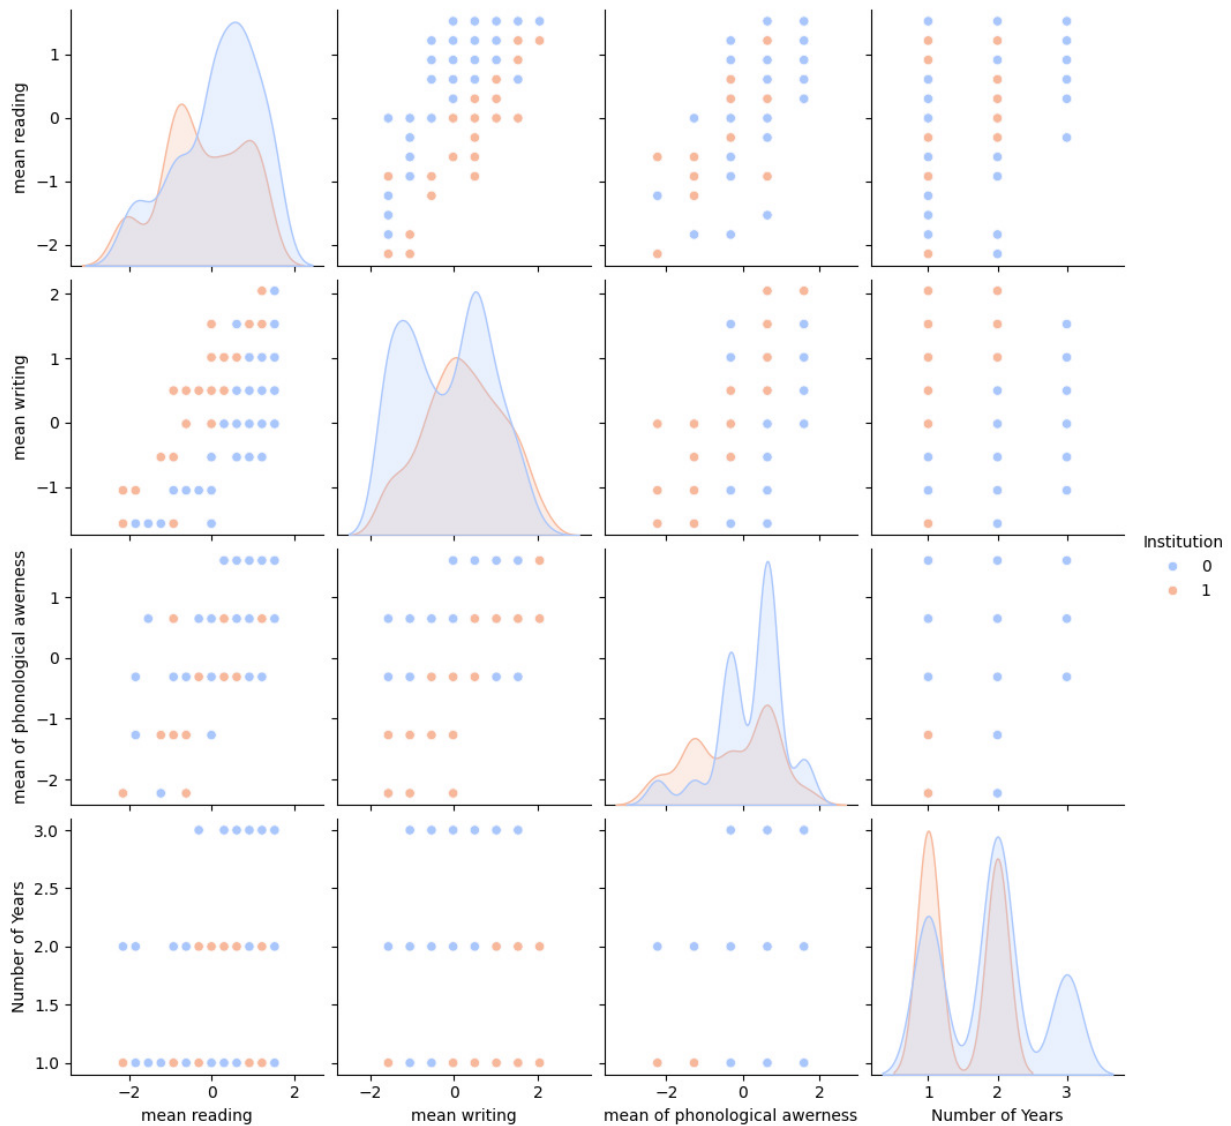 mean reading
1
0
−1
−2
mean writing
2
1
0
−1
Institution
0
1
mean of phonological awerness
1
0
−1
−2
Number of Years
3.0
2.5
2.0
1.5
1.0
−2 0 2
−2 0 2
−2 0 2
1 2 3
mean reading
mean writing
mean of phonological awerness
Number of Years